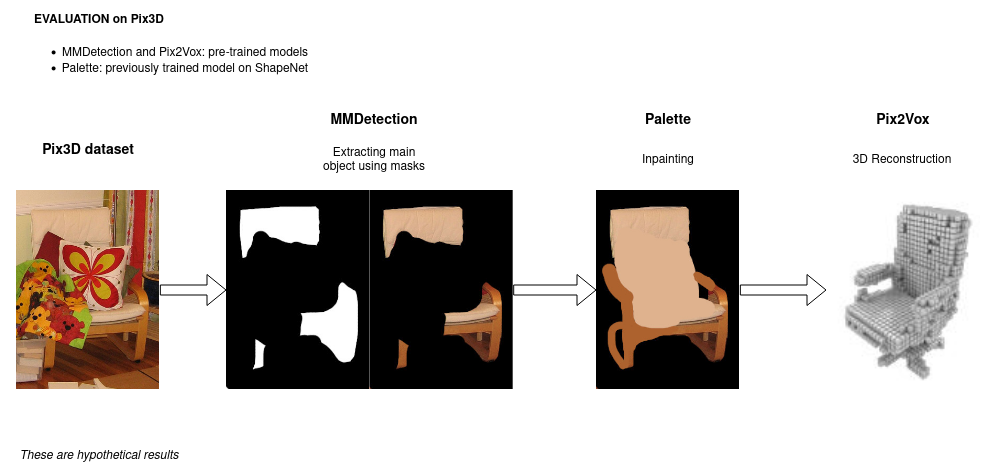 EVALUATION on Pix3D
• MMDetection and Pix2Vox: pre-trained models
• Palette: previously trained model on ShapeNet
Pix3D dataset
MMDetection
Extracting main
object using masks
Palette
Inpainting
Pix2Vox
3D Reconstruction
These are hypothetical results